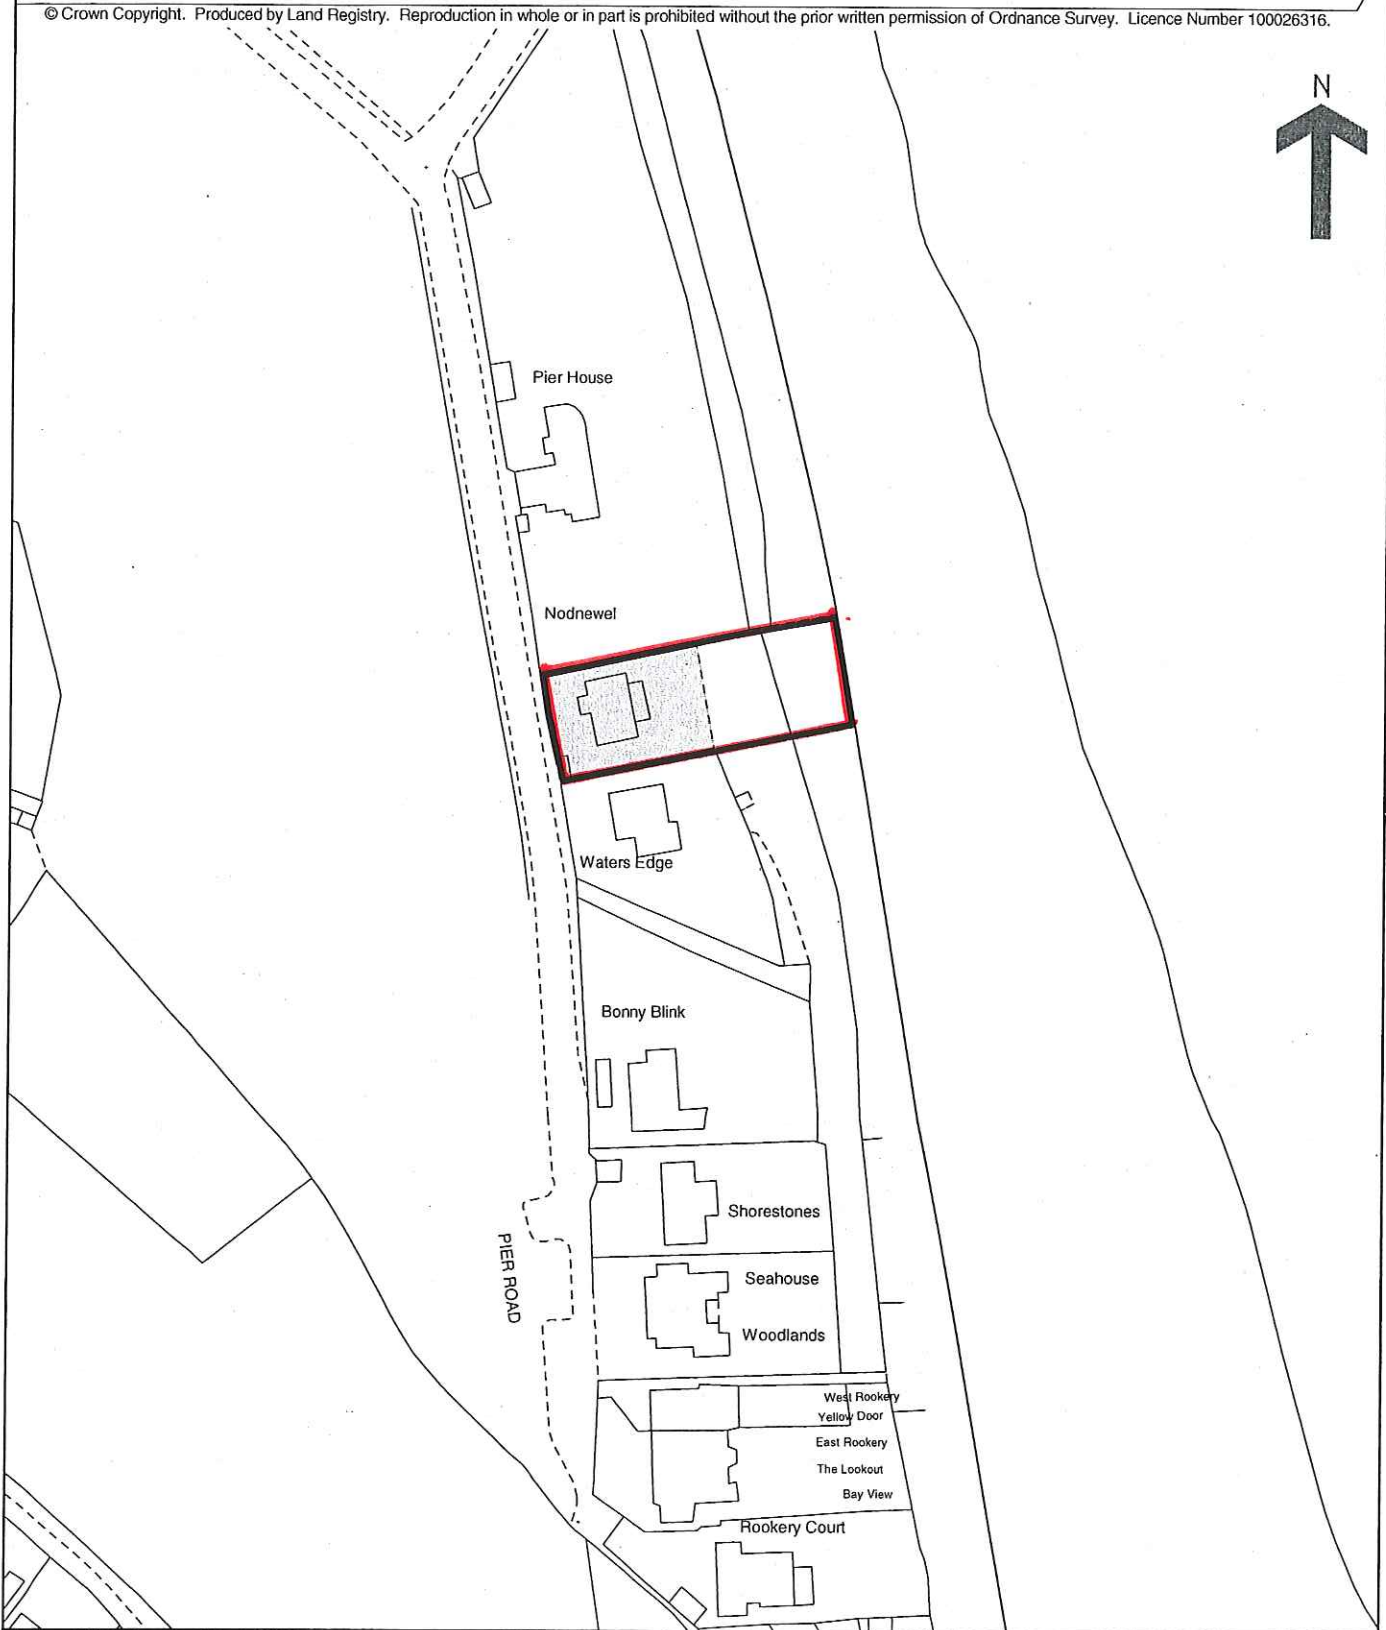 © Crown Copyright. Produced by Land Registry. Reproduction in whole or in part is prohibited without the prior written permission of Ordnance Survey. Licence Number 100026316.
N
Pier House
Nodnewel
Waters Edge
Bonny Blink
Shorestones
PIER ROAD
Seahouse
Woodlands
West Rookery
Yellow Door
East Rookery
The Lookout
Bay View
Rookery Court